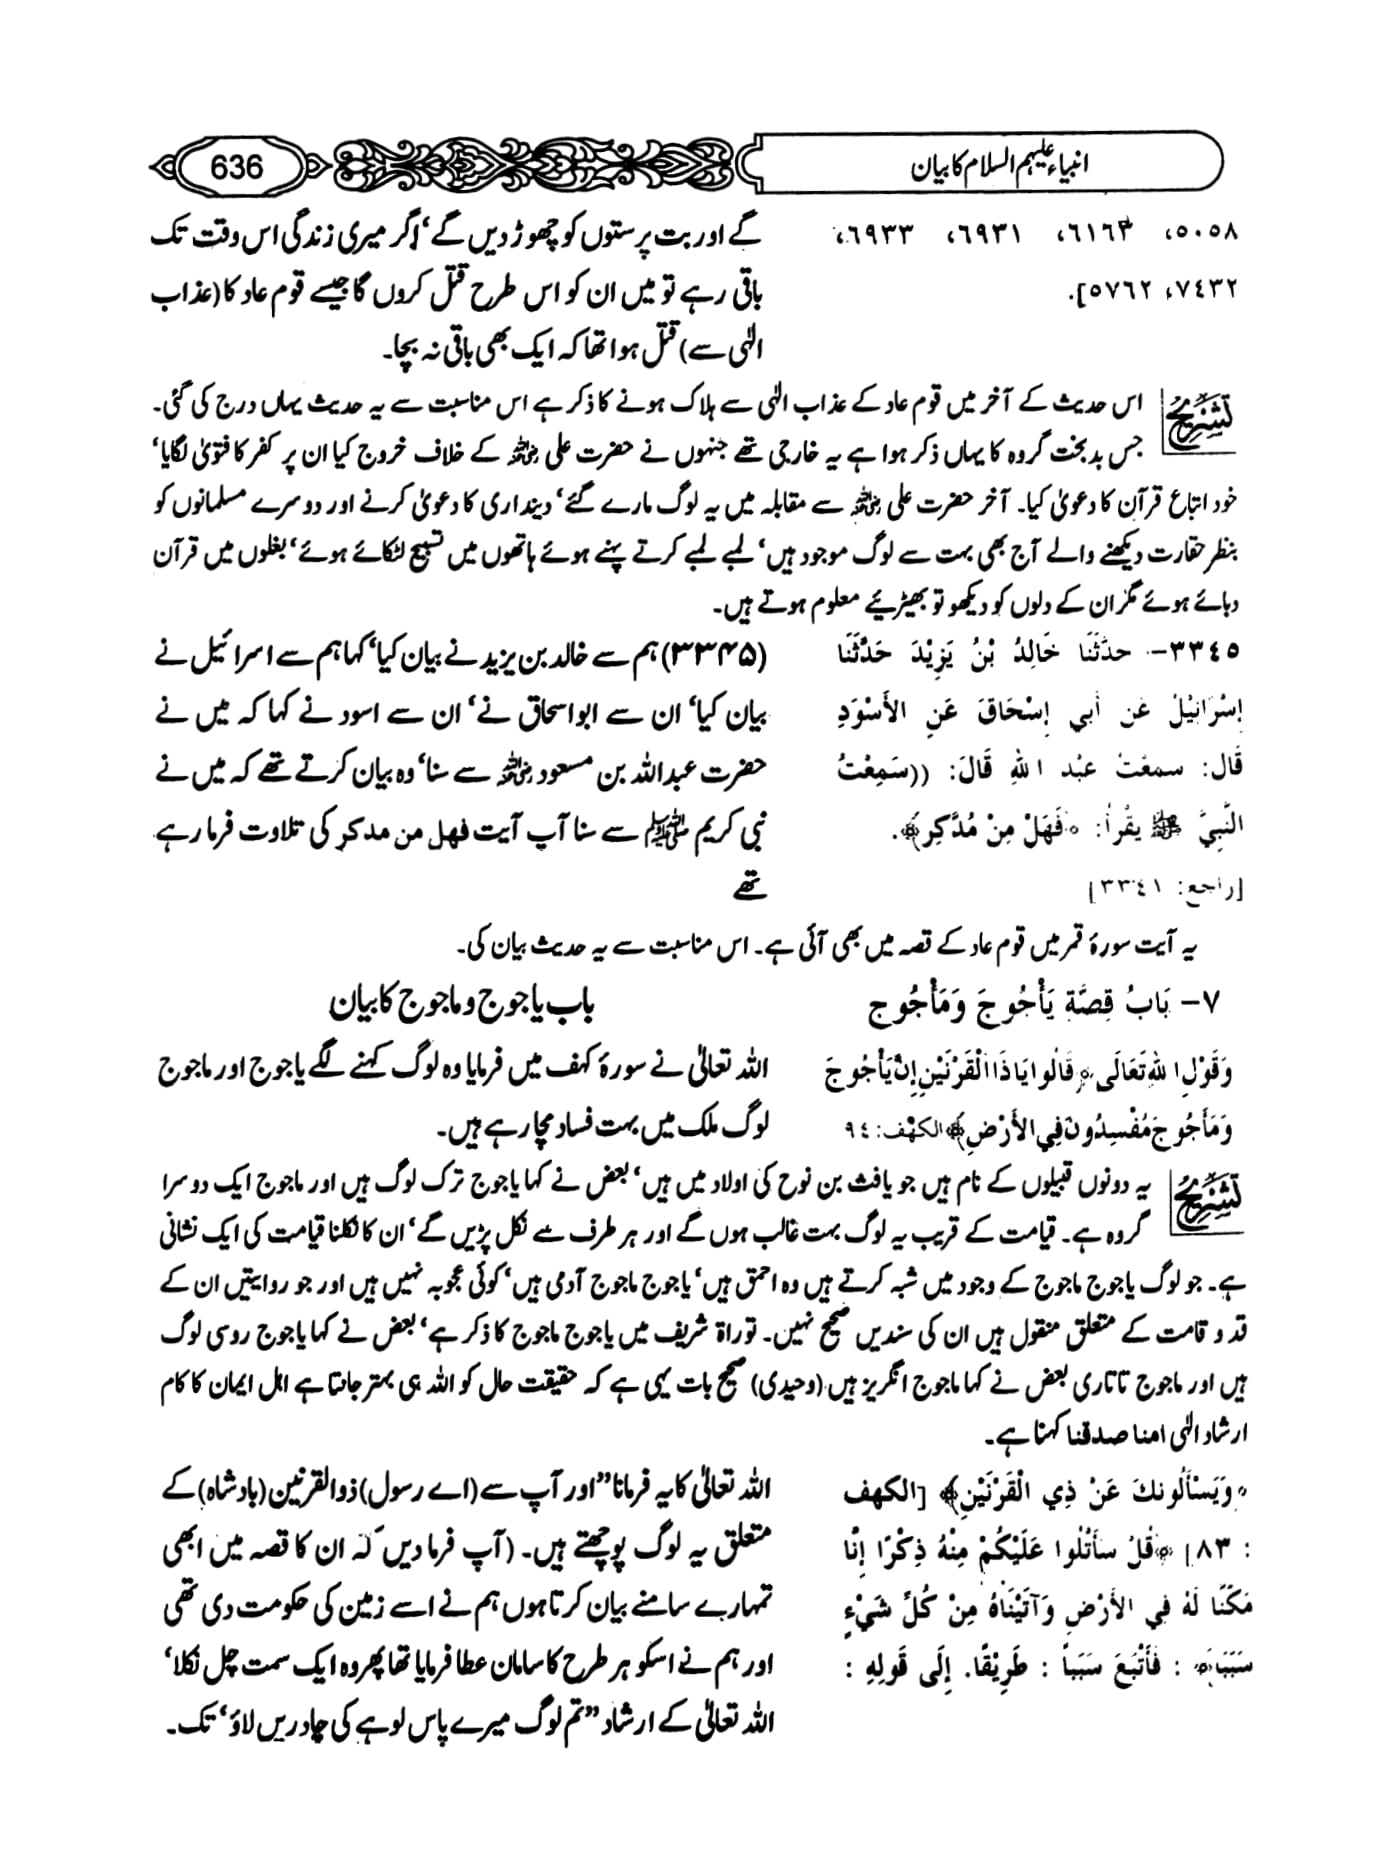 انبیاء علیہم السلام کا بیان
636
٥٠٥٨، ٦١٦٣، ٦٩٣١، ٦٩٣٣،
٧٤٣٢، ٥٧٦٢].
گے اور بت پرستوں کو چھوڑ دیں گے‘ اگر میری زندگی اس وقت تک
باقی رہے تو میں ان کو اس طرح قتل کروں گا جیسے قوم عاد کا (عذاب
الٰہی سے) قتل ہوا تھا کہ ایک بھی باقی نہ بچا۔
تشریح
اس حدیث کے آخر میں قوم عاد کے عذاب الٰہی سے ہلاک ہونے کا ذکر ہے اس مناسبت سے یہ حدیث یہاں درج کی گئی۔
جس بدبخت گروہ کا یہاں ذکر ہوا ہے یہ خارجی تھے جنہوں نے حضرت علی رضی اللہ عنہ کے خلاف خروج کیا ان پر کفر کا فتویٰ لگایا‘
خود اتباع قرآن کا دعویٰ کیا۔ آخر حضرت علی رضی اللہ عنہ سے مقابلہ میں یہ لوگ مارے گئے‘ دینداری کا دعویٰ کرنے اور دوسرے مسلمانوں کو
بنظر حقارت دیکھنے والے آج بھی بہت سے لوگ موجود ہیں‘ لمبے لمبے کرتے پہنے ہوئے ہاتھوں میں تسبیح لٹکائے ہوئے‘ بغلوں میں قرآن
دبائے ہوئے مگر ان کے دلوں کو دیکھو تو بھیڑیئے معلوم ہوتے ہیں۔
٣٣٤٥- حَدَّثَنَا خَالِدُ بْنُ يَزِيْدَ حَدَّثَنَا
إِسْرَائِيْلُ عَنْ أَبِي إِسْحَاقَ عَنِ الأَسْوَدِ
قَالَ: سَمِعْتُ عَبْدَ اللهِ قَالَ: ((سَمِعْتُ
النَّبِيَّ ﷺ يَقْرَأُ: ﴿فَهَلْ مِنْ مُدَّكِرٍ﴾.
[راجع: ٣٣٤١]
(۳۳۴۵) ہم سے خالد بن یزید نے بیان کیا‘ کہا ہم سے اسرائیل نے
بیان کیا‘ ان سے ابواسحاق نے‘ ان سے اسود نے کہا کہ میں نے
حضرت عبداللہ بن مسعود رضی اللہ عنہ سے سنا‘ وہ بیان کرتے تھے کہ میں نے
نبی کریم ﷺ سے سنا آپ آیت فهل من مدکر کی تلاوت فرما رہے
تھے
یہ آیت سورۂ قمر میں قوم عاد کے قصہ میں بھی آئی ہے۔ اس مناسبت سے یہ حدیث بیان کی۔
٧- بَابُ قِصَّةِ يَأْجُوجَ وَمَأْجُوجَ
باب یاجوج و ماجوج کا بیان
وَقَوْلِ اللهِ تَعَالَى ﴿قَالُوا يَا ذَا الْقَرْنَيْنِ إِنَّ يَأْجُوجَ
وَمَأْجُوجَ مُفْسِدُونَ فِي الأَرْضِ﴾ الكهف: ٩٤
اللہ تعالیٰ نے سورۂ کہف میں فرمایا وہ لوگ کہنے لگے یاجوج اور ماجوج
لوگ ملک میں بہت فساد مچا رہے ہیں۔
تشریح
یہ دونوں قبیلوں کے نام ہیں جو یافث بن نوح کی اولاد میں ہیں‘ بعض نے کہا یاجوج ترک لوگ ہیں اور ماجوج ایک دوسرا
گروہ ہے۔ قیامت کے قریب یہ لوگ بہت غالب ہوں گے اور ہر طرف سے نکل پڑیں گے‘ ان کا نکلنا قیامت کی ایک نشانی
ہے۔ جو لوگ یاجوج ماجوج کے وجود میں شبہ کرتے ہیں وہ احمق ہیں‘ یاجوج ماجوج آدمی ہیں‘ کوئی عجوبہ نہیں ہیں اور جو روایتیں ان کے
قد و قامت کے متعلق منقول ہیں ان کی سندیں صحیح نہیں۔ توراة شریف میں یاجوج ماجوج کا ذکر ہے‘ بعض نے کہا یاجوج روسی لوگ
ہیں اور ماجوج تاتاری بعض نے کہا ماجوج انگریز ہیں (وحیدی) صحیح بات یہی ہے کہ حقیقت حال کو اللہ ہی بہتر جانتا ہے اہل ایمان کا کام
ارشاد الٰہی امنا صدقنا کہنا ہے۔
﴿وَيَسْأَلُونَكَ عَنْ ذِي الْقَرْنَيْنِ﴾ [الكهف
: ٨٣] ﴿قُلْ سَأَتْلُوا عَلَيْكُمْ مِنْهُ ذِكْرًا إِنَّا
مَكَّنَّا لَهُ فِي الأَرْضِ وَآتَيْنَاهُ مِنْ كُلِّ شَيْءٍ
سَبَبًا﴾ : فَأَتْبَعَ سَبَباً : طَرِيْقًا. إِلَى قَوْلِهِ :
اللہ تعالیٰ کا یہ فرمانا ”اور آپ سے (اے رسول) ذوالقرنین (بادشاہ) کے
متعلق یہ لوگ پوچھتے ہیں۔ (آپ فرما دیں کہ ان کا قصہ میں ابھی
تمہارے سامنے بیان کرتا ہوں ہم نے اسے زمین کی حکومت دی تھی
اور ہم نے اسکو ہر طرح کا سامان عطا فرمایا تھا پھر وہ ایک سمت چل نکلا‘
اللہ تعالیٰ کے ارشاد ”تم لوگ میرے پاس لوہے کی چادریں لاؤ‘ تک۔